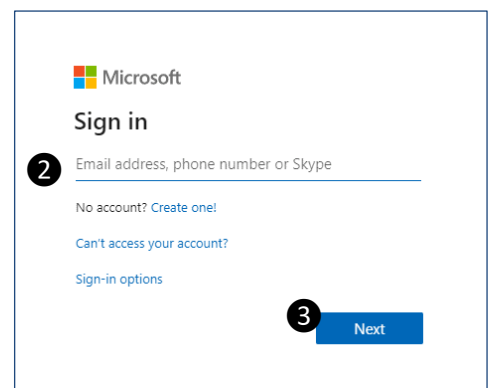 Microsoft
Sign in
2 Email address, phone number or Skype
No account? Create one!
Can't access your account?
Sign-in options
3 Next